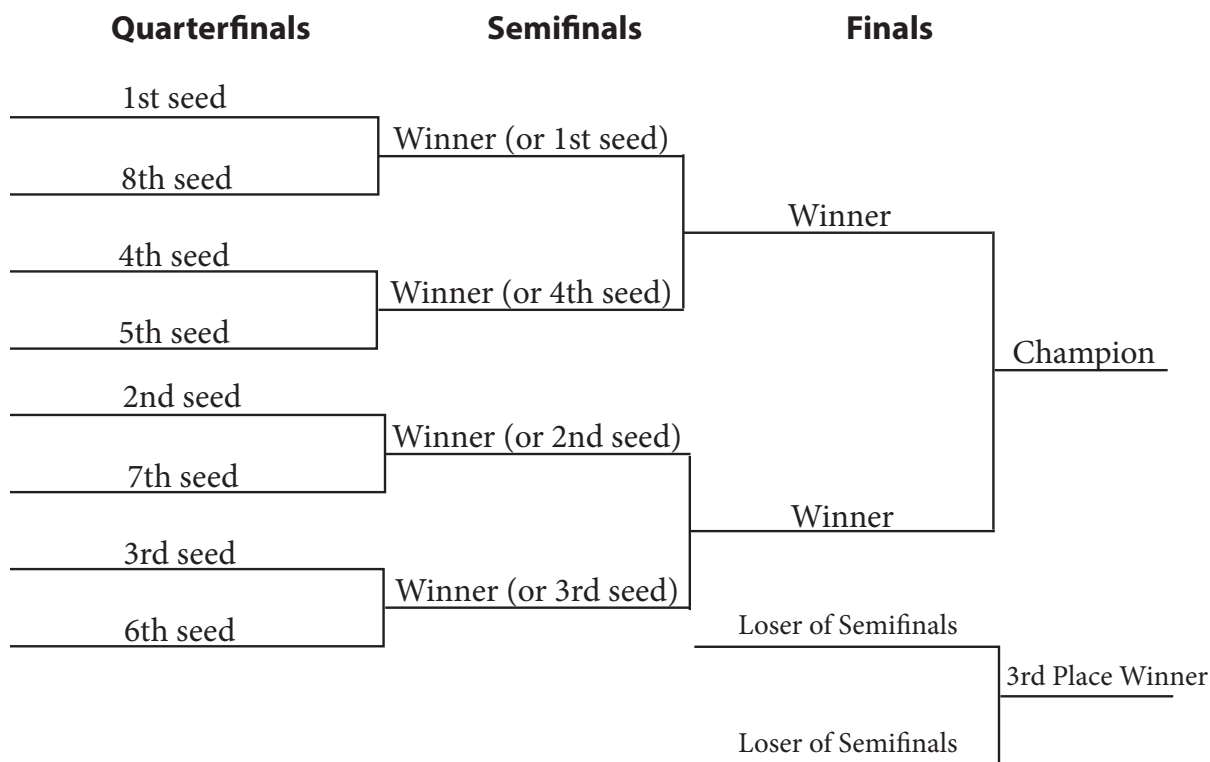 Quarterfinals Semifinals Finals
1st seed
Winner (or 1st seed)
8th seed
Winner
4th seed
Winner (or 4th seed)
5th seed
Champion
2nd seed
Winner (or 2nd seed)
7th seed
Winner
3rd seed
Winner (or 3rd seed)
6th seed
Loser of Semifinals
3rd Place Winner
Loser of Semifinals